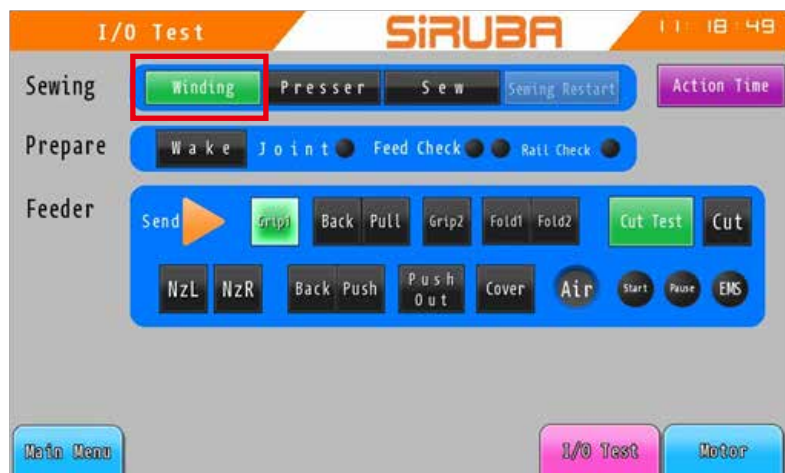 I/O Test SiRUBA 11:18:49
Sewing Winding Presser Sew Sewing Restart Action Time
Prepare Wake Joint Feed Check Rail Check
Feeder Send Grip1 Back Pull Grip2 Fold1 Fold2 Cut Test Cut
NzL NzR Back Push Push Out Cover Air Start Pause EMS
Main Menu I/O Test Motor